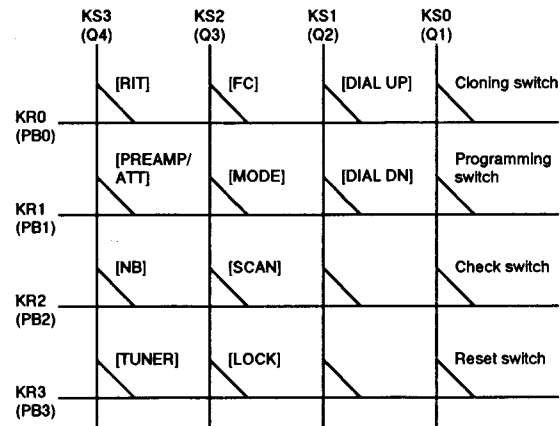 KS3 KS2 KS1 KS0
(Q4) (Q3) (Q2) (Q1)
[RIT] [FC] [DIAL UP] Cloning switch
KR0
(PB0)
[PREAMP/ Programming
ATT] [MODE] [DIAL DN] switch
KR1
(PB1)
[NB] [SCAN] Check switch
KR2
(PB2)
[TUNER] [LOCK] Reset switch
KR3
(PB3)